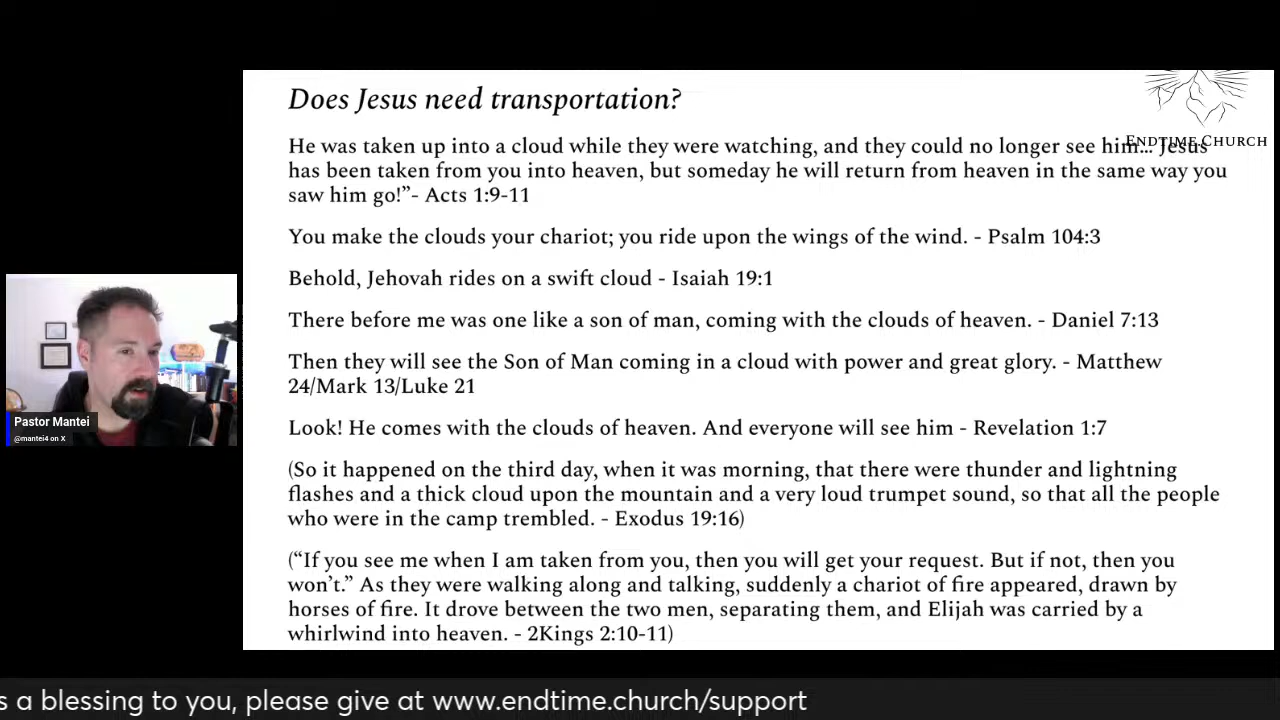 Does Jesus need transportation?
He was taken up into a cloud while they were watching, and they could no longer see him... Jesus
has been taken from you into heaven, but someday he will return from heaven in the same way you
saw him go!”- Acts 1:9-11
You make the clouds your chariot; you ride upon the wings of the wind. - Psalm 104:3
Behold, Jehovah rides on a swift cloud - Isaiah 19:1
There before me was one like a son of man, coming with the clouds of heaven. - Daniel 7:13
Then they will see the Son of Man coming in a cloud with power and great glory. - Matthew
24/Mark 13/Luke 21
Look! He comes with the clouds of heaven. And everyone will see him - Revelation 1:7
(So it happened on the third day, when it was morning, that there were thunder and lightning
flashes and a thick cloud upon the mountain and a very loud trumpet sound, so that all the people
who were in the camp trembled. - Exodus 19:16)
(“If you see me when I am taken from you, then you will get your request. But if not, then you
won’t.” As they were walking along and talking, suddenly a chariot of fire appeared, drawn by
horses of fire. It drove between the two men, separating them, and Elijah was carried by a
whirlwind into heaven. - 2Kings 2:10-11)
ENDTIME CHURCH
Pastor Mantei
@mantei4 on X
s a blessing to you, please give at www.endtime.church/support